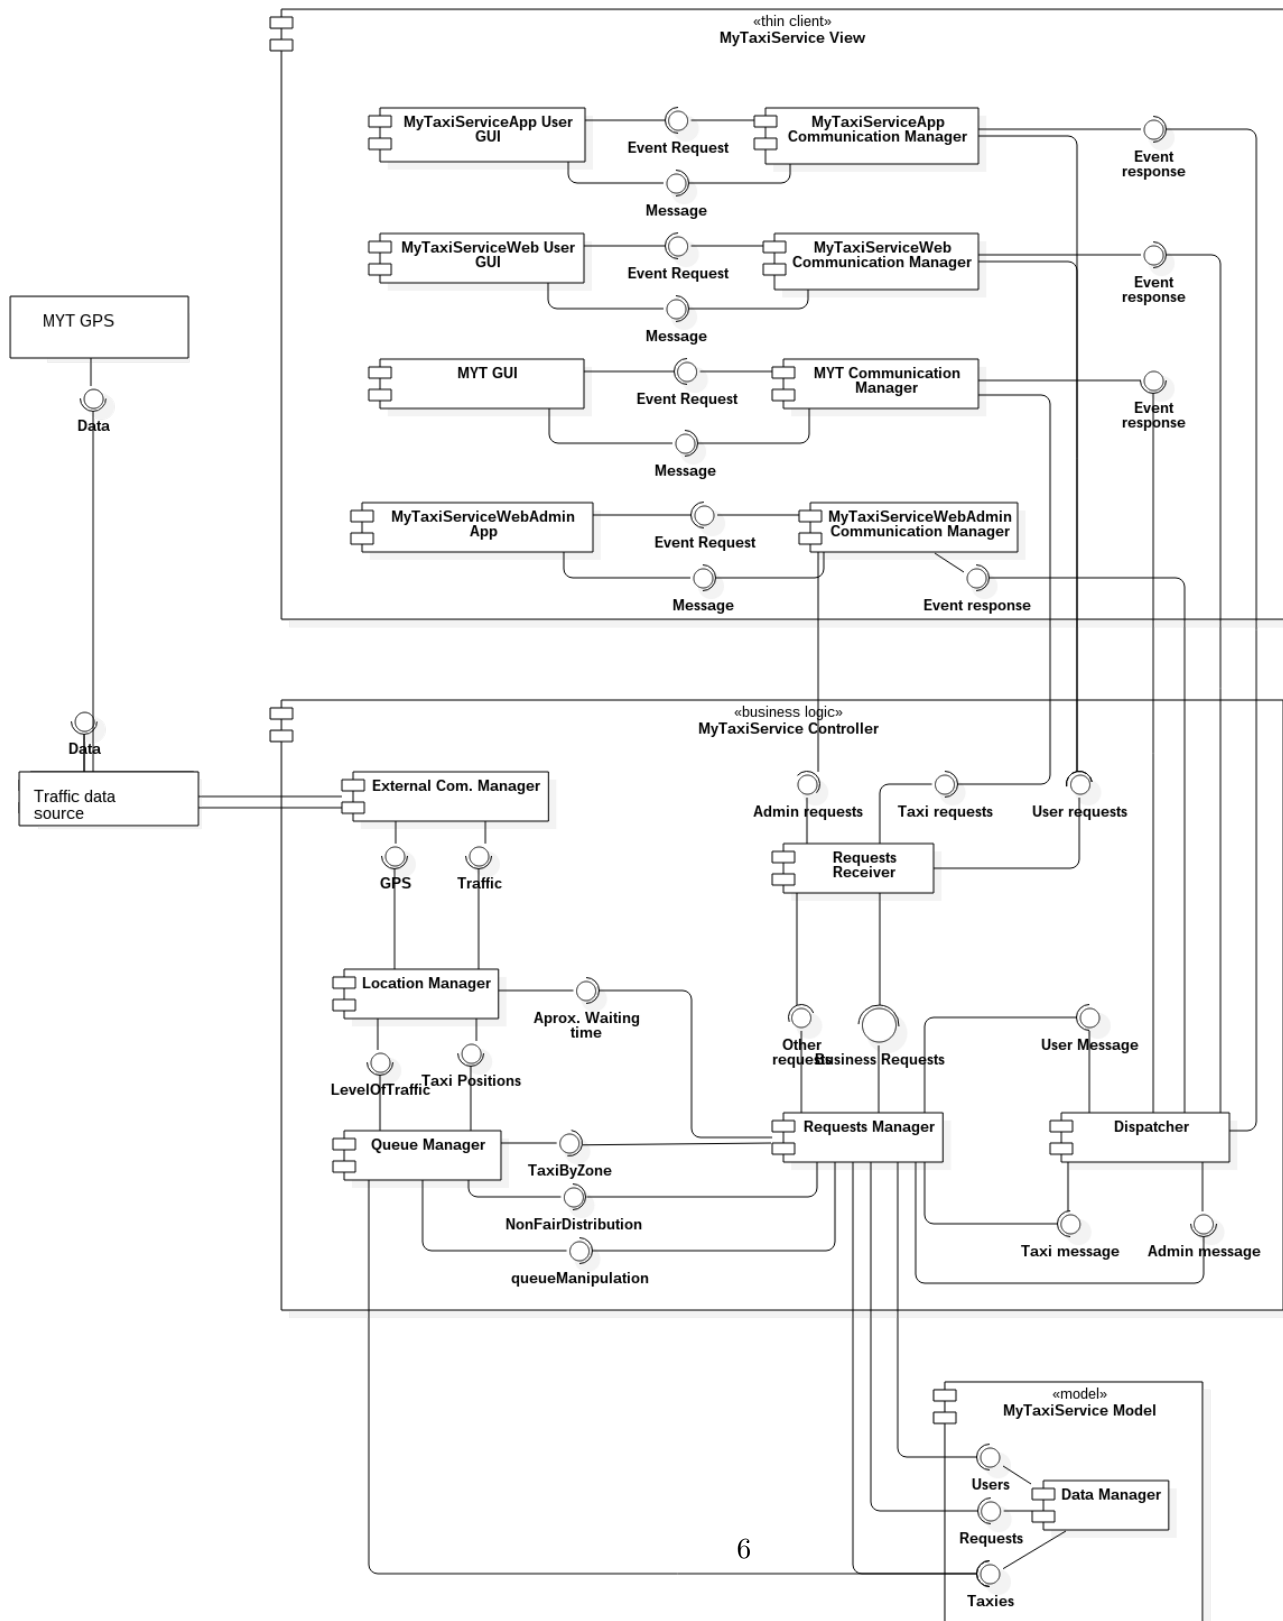 «thin client»
MyTaxiService View
MyTaxiServiceApp User
GUI
Event Request
MyTaxiServiceApp
Communication Manager
Event
response
Message
MyTaxiServiceWeb User
GUI
Event Request
MyTaxiServiceWeb
Communication Manager
Event
response
Message
MYT GPS
Data
MYT GUI
Event Request
MYT Communication
Manager
Event
response
Message
MyTaxiServiceWebAdmin
App
Event Request
MyTaxiServiceWebAdmin
Communication Manager
Message
Event response
«business logic»
MyTaxiService Controller
Data
Traffic data
source
External Com. Manager
Admin requests
Taxi requests
User requests
GPS
Traffic
Requests
Receiver
Location Manager
Aprox. Waiting
time
Other
requests
Business Requests
User Message
LevelOfTraffic
Taxi Positions
Queue Manager
TaxiByZone
Requests Manager
Dispatcher
NonFairDistribution
queueManipulation
Taxi message
Admin message
«model»
MyTaxiService Model
Users
Data Manager
Requests
Taxies
6